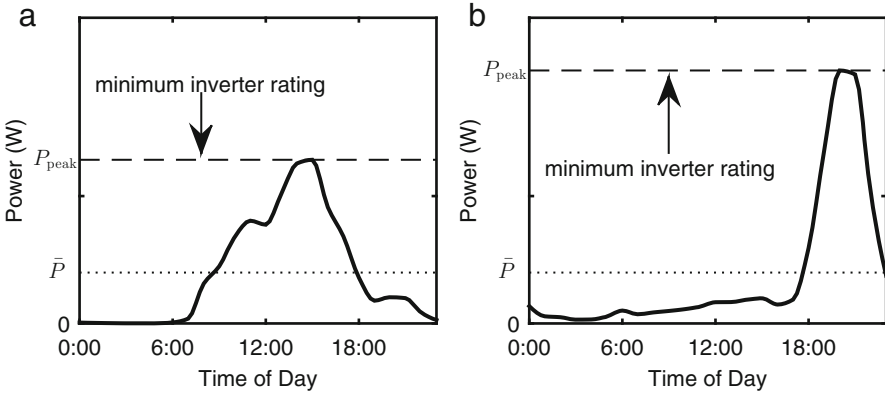 a
Power (W)
P_peak
P̄
0
minimum inverter rating
0:00 6:00 12:00 18:00
Time of Day
b
Power (W)
P_peak
P̄
0
minimum inverter rating
0:00 6:00 12:00 18:00
Time of Day